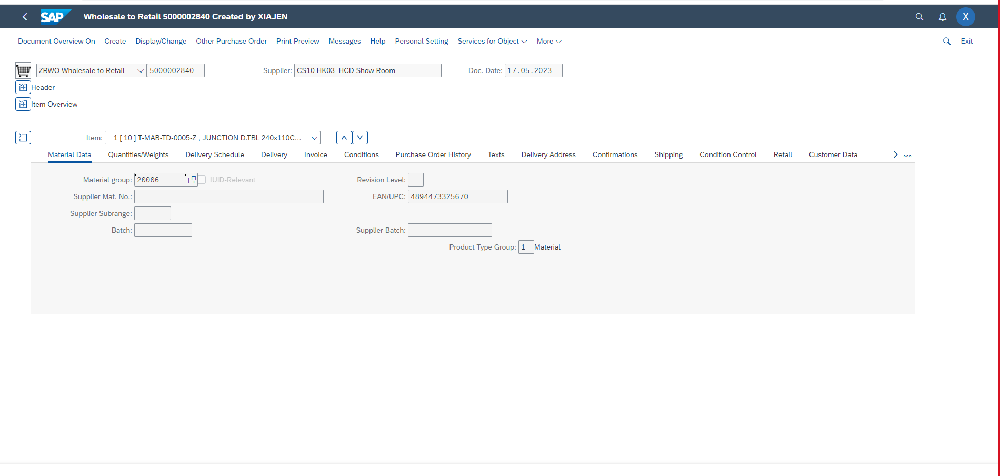 SAP Wholesale to Retail 5000002840 Created by XIAJEN X
Document Overview On Create Display/Change Other Purchase Order Print Preview Messages Help Personal Setting Services for Object More Exit
ZRWO Wholesale to Retail 5000002840 Supplier: CS10 HK03_HCD Show Room Doc. Date: 17.05.2023
Header
Item Overview
Item: 1 [ 10 ] T-MAB-TD-0005-Z , JUNCTION D.TBL 240x110C...
Material Data Quantities/Weights Delivery Schedule Delivery Invoice Conditions Purchase Order History Texts Delivery Address Confirmations Shipping Condition Control Retail Customer Data
Material group: 20006 IUID-Relevant Revision Level:
Supplier Mat. No.: EAN/UPC: 4894473325670
Supplier Subrange:
Batch: Supplier Batch:
Product Type Group: 1 Material